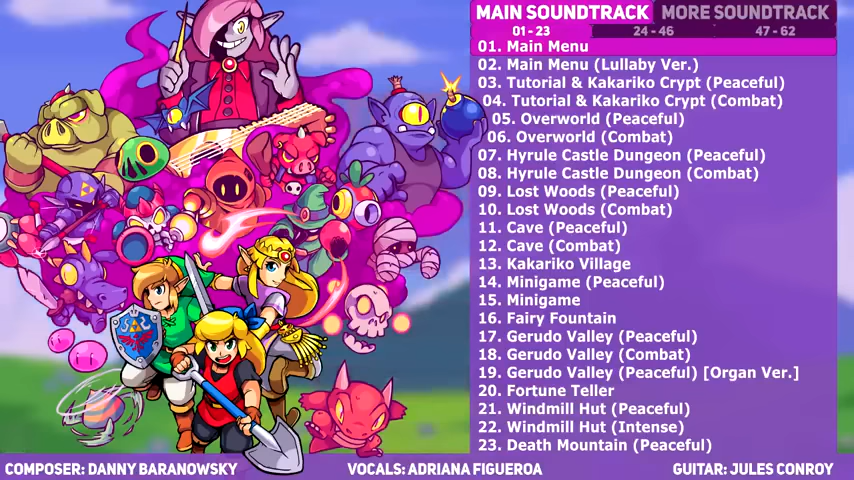 MAIN SOUNDTRACK MORE SOUNDTRACK
01 - 23 24 - 46 47 - 62
01. Main Menu
02. Main Menu (Lullaby Ver.)
03. Tutorial & Kakariko Crypt (Peaceful)
04. Tutorial & Kakariko Crypt (Combat)
05. Overworld (Peaceful)
06. Overworld (Combat)
07. Hyrule Castle Dungeon (Peaceful)
08. Hyrule Castle Dungeon (Combat)
09. Lost Woods (Peaceful)
10. Lost Woods (Combat)
11. Cave (Peaceful)
12. Cave (Combat)
13. Kakariko Village
14. Minigame (Peaceful)
15. Minigame
16. Fairy Fountain
17. Gerudo Valley (Peaceful)
18. Gerudo Valley (Combat)
19. Gerudo Valley (Peaceful) [Organ Ver.]
20. Fortune Teller
21. Windmill Hut (Peaceful)
22. Windmill Hut (Intense)
23. Death Mountain (Peaceful)
COMPOSER: DANNY BARANOWSKY VOCALS: ADRIANA FIGUEROA GUITAR: JULES CONROY